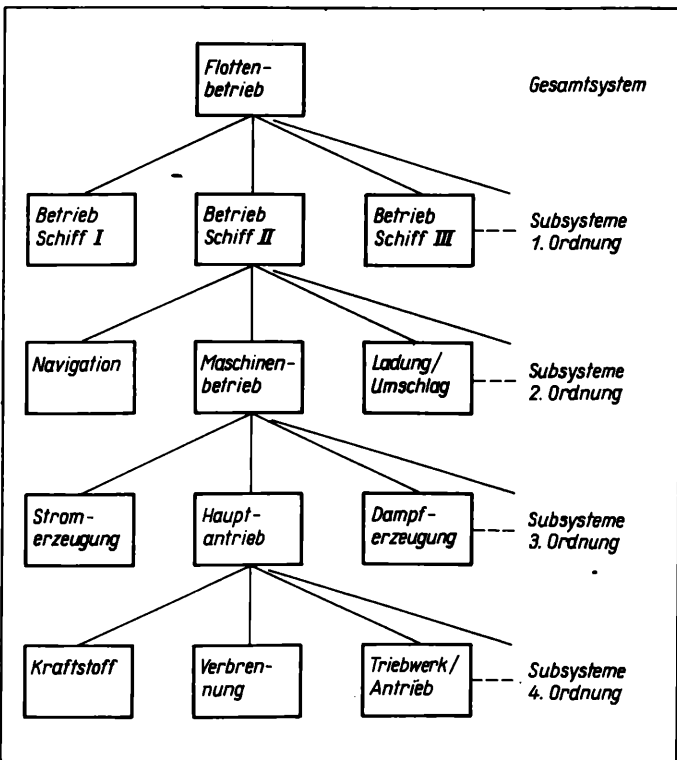 Flotten-
betrieb
Gesamtsystem
Betrieb
Schiff I
Betrieb
Schiff II
Betrieb
Schiff III
Subsysteme
1. Ordnung
Navigation
Maschinen-
betrieb
Ladung/
Umschlag
Subsysteme
2. Ordnung
Strom-
erzeugung
Haupt-
antrieb
Dampf-
erzeugung
Subsysteme
3. Ordnung
Kraftstoff
Verbren-
nung
Triebwerk/
Antrieb
Subsysteme
4. Ordnung